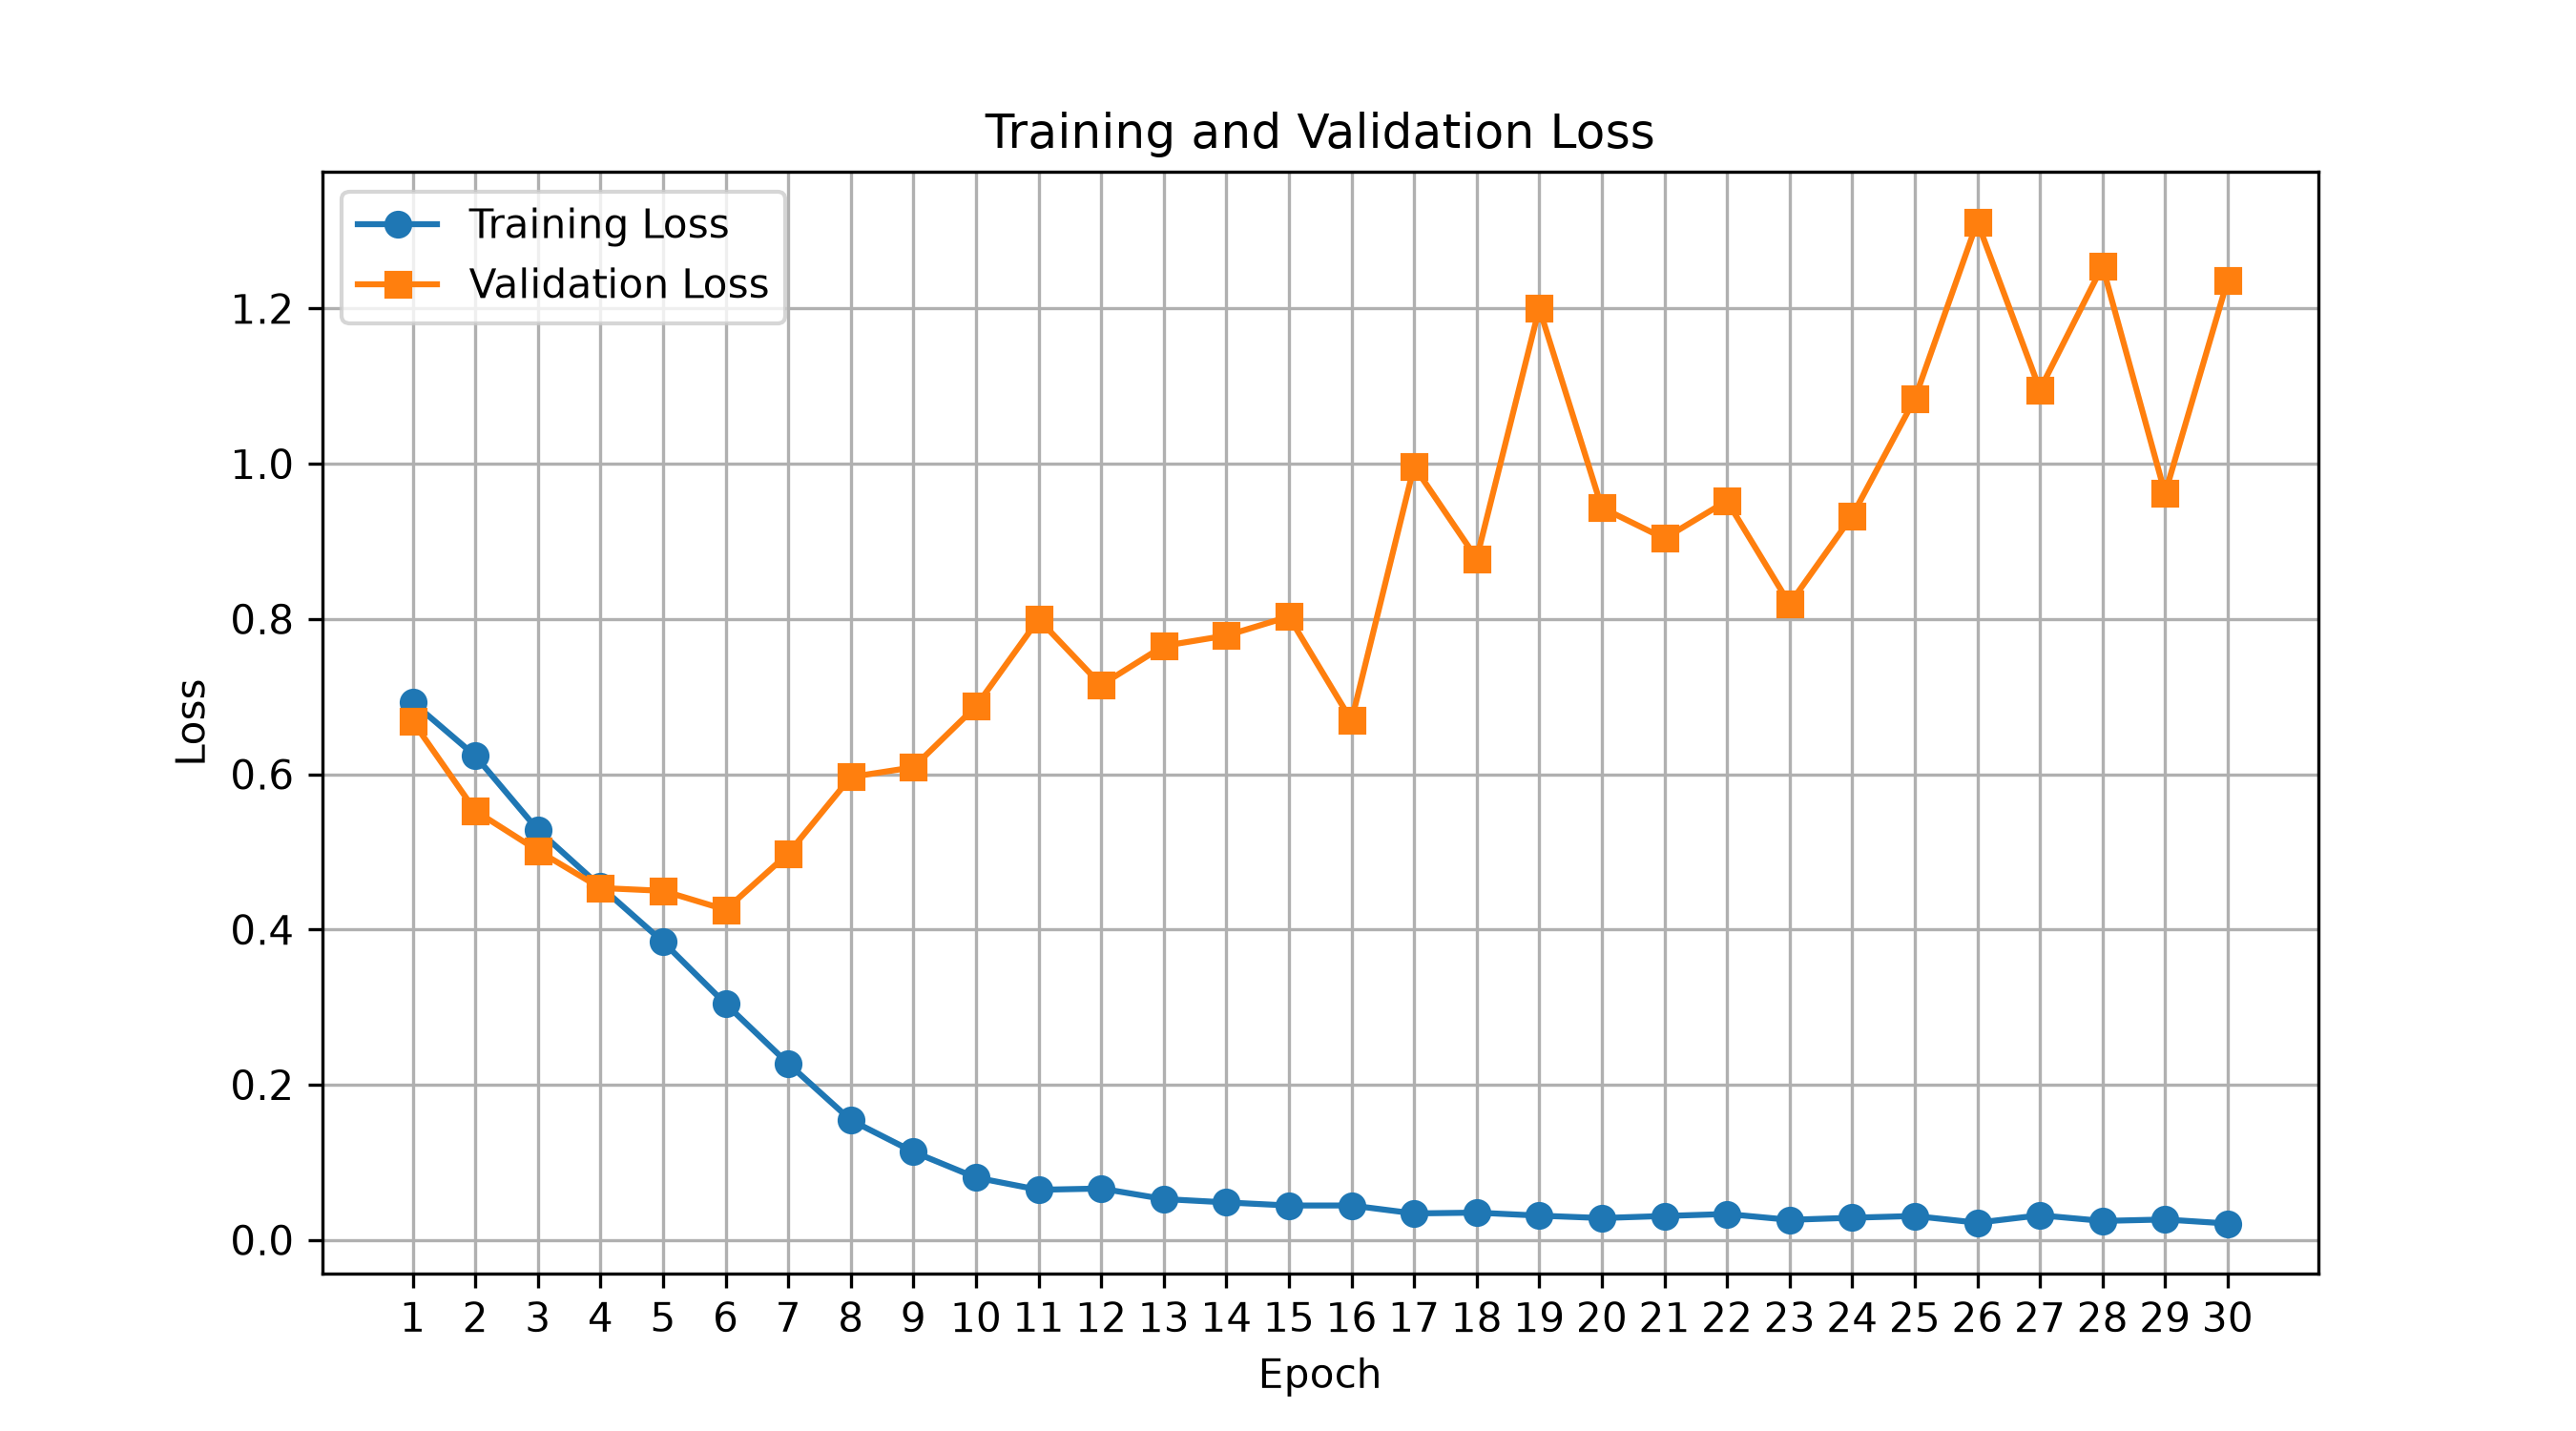 Training and Validation Loss
Training Loss
Validation Loss
1.2
1.0
0.8
0.6
0.4
0.2
0.0
Loss
1 2 3 4 5 6 7 8 9 10 11 12 13 14 15 16 17 18 19 20 21 22 23 24 25 26 27 28 29 30
Epoch